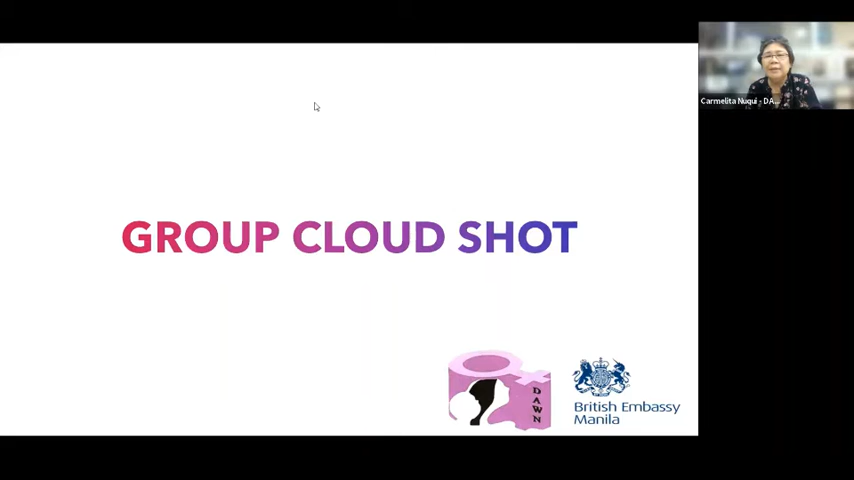 Carmelita Nuqui - DA...
GROUP CLOUD SHOT
DAWN
British Embassy
Manila